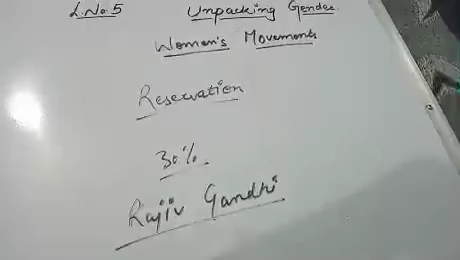 L.No.5 Unpacking Gender.
Women's Movements
Reservation
30%.
Rajiv Gandhi